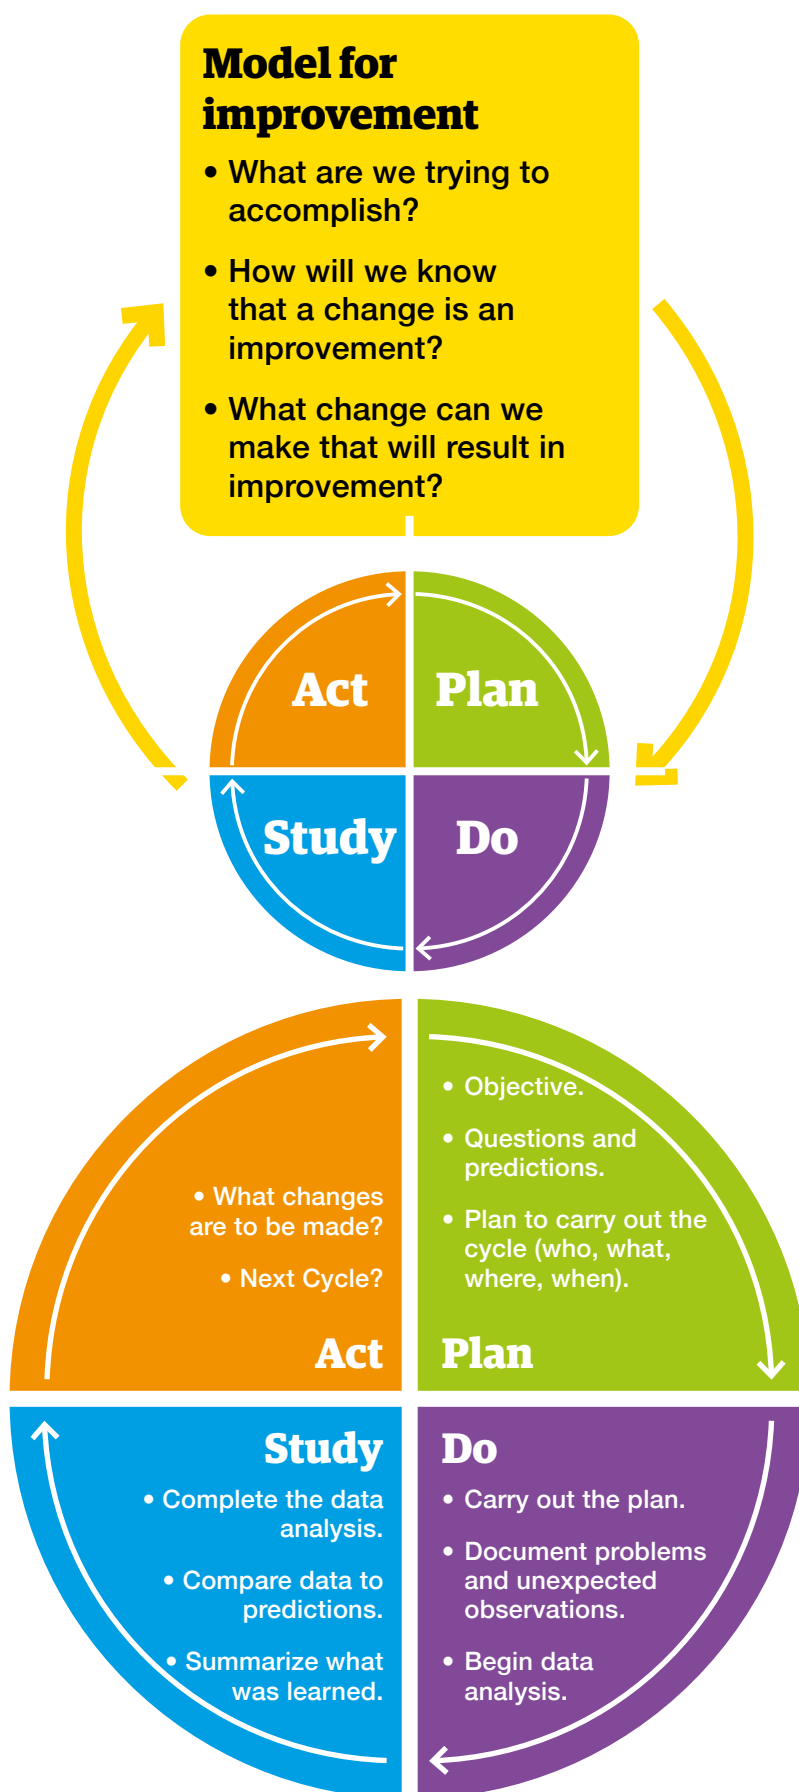 Model for
improvement
• What are we trying to
accomplish?
• How will we know
that a change is an
improvement?
• What change can we
make that will result in
improvement?
Act
Plan
Study
Do
• What changes
are to be made?
• Next Cycle?
Act
• Objective.
• Questions and
predictions.
• Plan to carry out the
cycle (who, what,
where, when).
Plan
Study
• Complete the data
analysis.
• Compare data to
predictions.
• Summarize what
was learned.
Do
• Carry out the plan.
• Document problems
and unexpected
observations.
• Begin data
analysis.